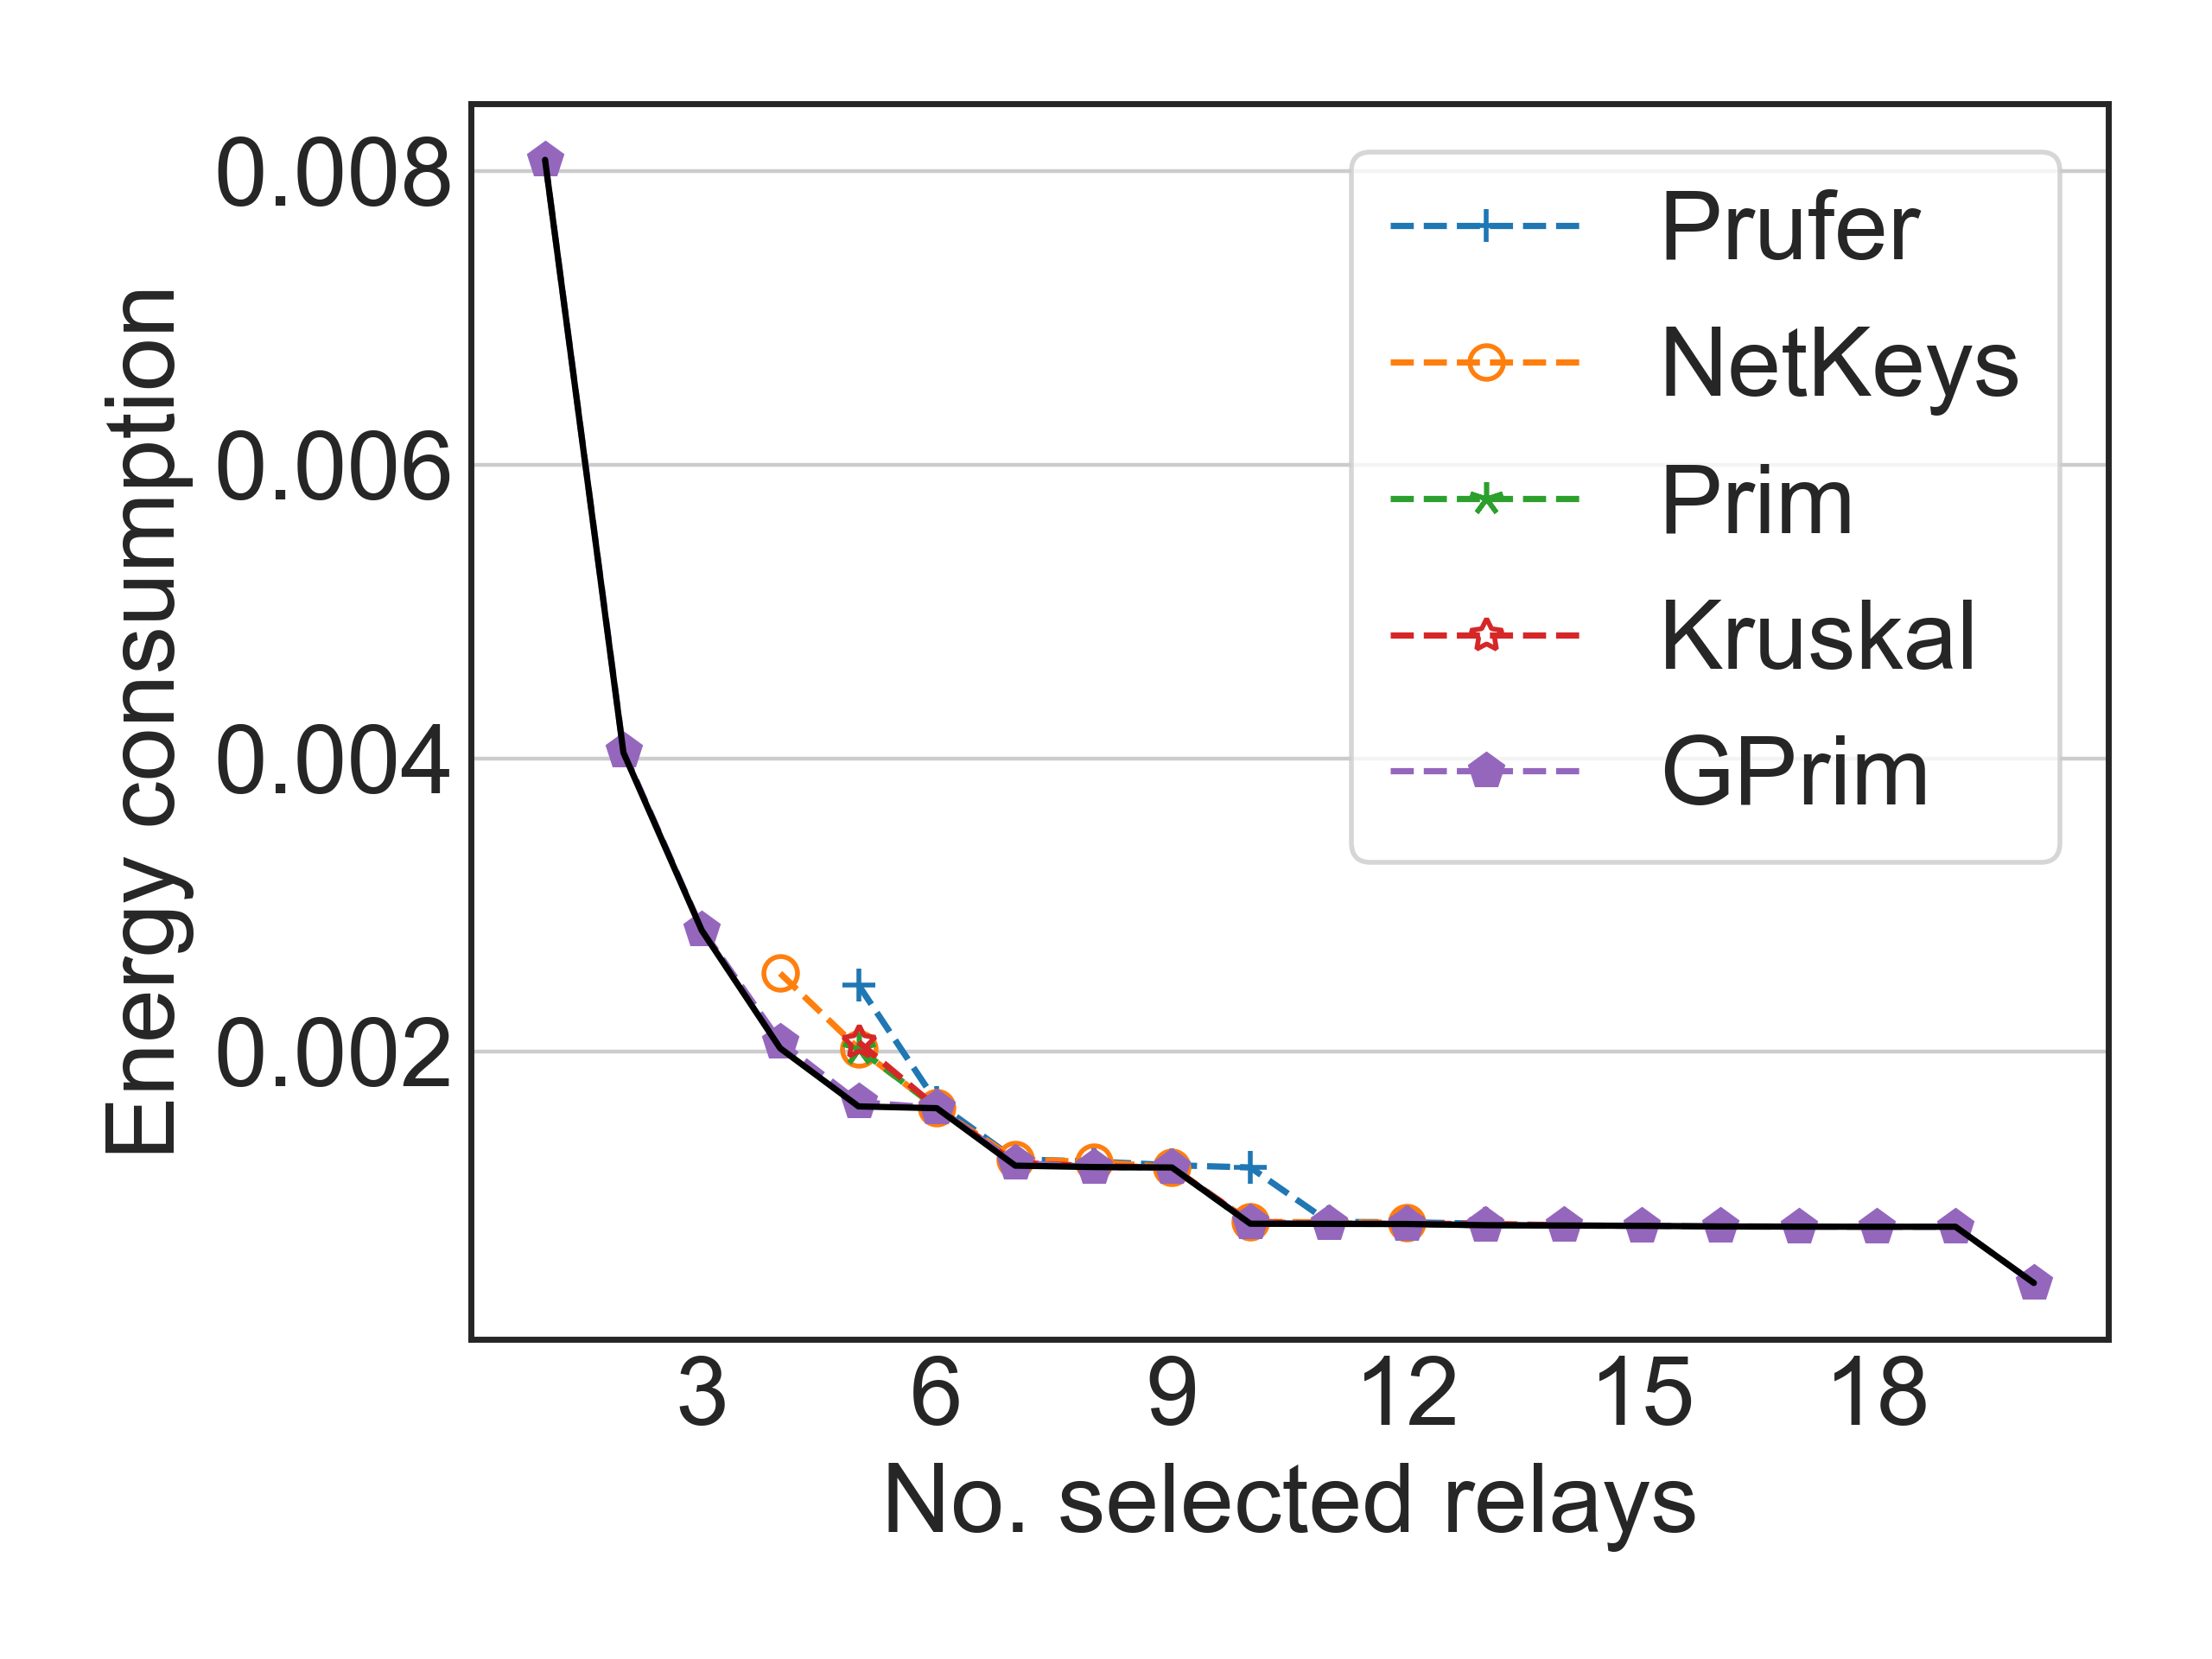 Energy consumption
0.008
0.006
0.004
0.002
Prufer
NetKeys
Prim
Kruskal
GPrim
3 6 9 12 15 18
No. selected relays